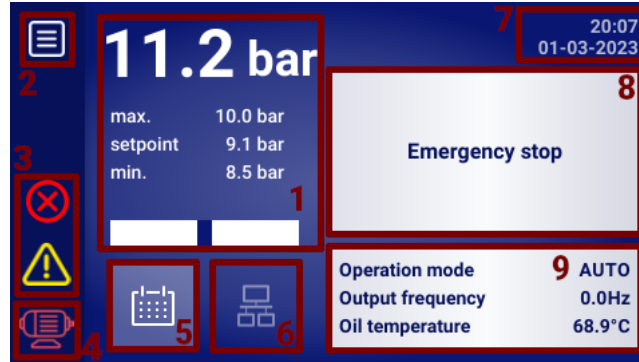 20:07
01-03-2023
7
2
11.2 bar
max. 10.0 bar
setpoint 9.1 bar
min. 8.5 bar
1
8
Emergency stop
3
4
5
6
9
Operation mode AUTO
Output frequency 0.0Hz
Oil temperature 68.9°C